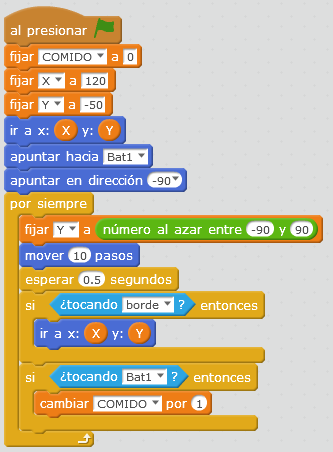 al presionar
fijar COMIDO a 0
fijar X a 120
fijar Y a -50
ir a x: X y: Y
apuntar hacia Bat1
apuntar en dirección -90
por siempre
fijar Y a número al azar entre -90 y 90
mover 10 pasos
esperar 0.5 segundos
si ¿tocando borde ? entonces
ir a x: X y: Y
si ¿tocando Bat1 ? entonces
cambiar COMIDO por 1